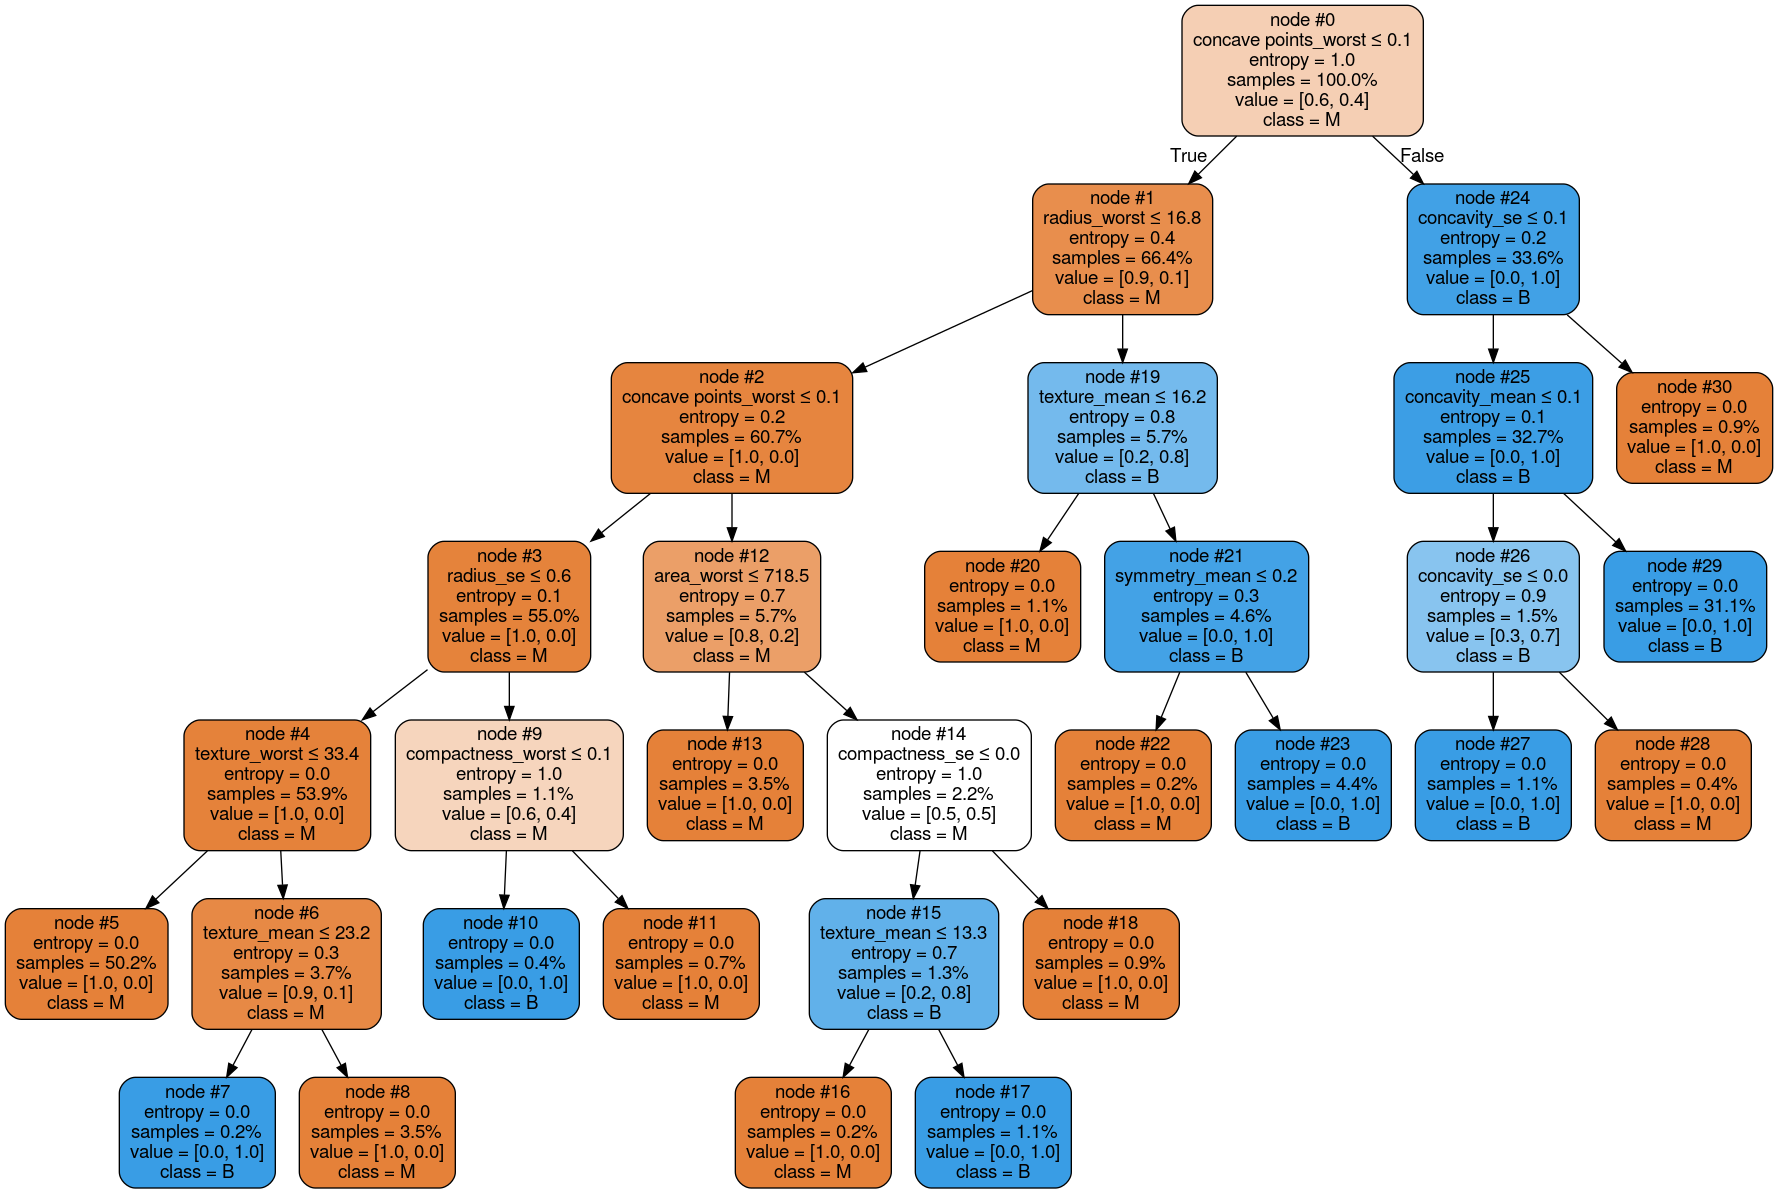 node #0
concave points_worst ≤ 0.1
entropy = 1.0
samples = 100.0%
value = [0.6, 0.4]
class = M
True
False
node #1
radius_worst ≤ 16.8
entropy = 0.4
samples = 66.4%
value = [0.9, 0.1]
class = M
node #24
concavity_se ≤ 0.1
entropy = 0.2
samples = 33.6%
value = [0.0, 1.0]
class = B
node #2
concave points_worst ≤ 0.1
entropy = 0.2
samples = 60.7%
value = [1.0, 0.0]
class = M
node #19
texture_mean ≤ 16.2
entropy = 0.8
samples = 5.7%
value = [0.2, 0.8]
class = B
node #25
concavity_mean ≤ 0.1
entropy = 0.1
samples = 32.7%
value = [0.0, 1.0]
class = B
node #30
entropy = 0.0
samples = 0.9%
value = [1.0, 0.0]
class = M
node #3
radius_se ≤ 0.6
entropy = 0.1
samples = 55.0%
value = [1.0, 0.0]
class = M
node #12
area_worst ≤ 718.5
entropy = 0.7
samples = 5.7%
value = [0.8, 0.2]
class = M
node #20
entropy = 0.0
samples = 1.1%
value = [1.0, 0.0]
class = M
node #21
symmetry_mean ≤ 0.2
entropy = 0.3
samples = 4.6%
value = [0.0, 1.0]
class = B
node #26
concavity_se ≤ 0.0
entropy = 0.9
samples = 1.5%
value = [0.3, 0.7]
class = B
node #29
entropy = 0.0
samples = 31.1%
value = [0.0, 1.0]
class = B
node #4
texture_worst ≤ 33.4
entropy = 0.0
samples = 53.9%
value = [1.0, 0.0]
class = M
node #9
compactness_worst ≤ 0.1
entropy = 1.0
samples = 1.1%
value = [0.6, 0.4]
class = M
node #13
entropy = 0.0
samples = 3.5%
value = [1.0, 0.0]
class = M
node #14
compactness_se ≤ 0.0
entropy = 1.0
samples = 2.2%
value = [0.5, 0.5]
class = M
node #22
entropy = 0.0
samples = 0.2%
value = [1.0, 0.0]
class = M
node #23
entropy = 0.0
samples = 4.4%
value = [0.0, 1.0]
class = B
node #27
entropy = 0.0
samples = 1.1%
value = [0.0, 1.0]
class = B
node #28
entropy = 0.0
samples = 0.4%
value = [1.0, 0.0]
class = M
node #5
entropy = 0.0
samples = 50.2%
value = [1.0, 0.0]
class = M
node #6
texture_mean ≤ 23.2
entropy = 0.3
samples = 3.7%
value = [0.9, 0.1]
class = M
node #10
entropy = 0.0
samples = 0.4%
value = [0.0, 1.0]
class = B
node #11
entropy = 0.0
samples = 0.7%
value = [1.0, 0.0]
class = M
node #15
texture_mean ≤ 13.3
entropy = 0.7
samples = 1.3%
value = [0.2, 0.8]
class = B
node #18
entropy = 0.0
samples = 0.9%
value = [1.0, 0.0]
class = M
node #7
entropy = 0.0
samples = 0.2%
value = [0.0, 1.0]
class = B
node #8
entropy = 0.0
samples = 3.5%
value = [1.0, 0.0]
class = M
node #16
entropy = 0.0
samples = 0.2%
value = [1.0, 0.0]
class = M
node #17
entropy = 0.0
samples = 1.1%
value = [0.0, 1.0]
class = B